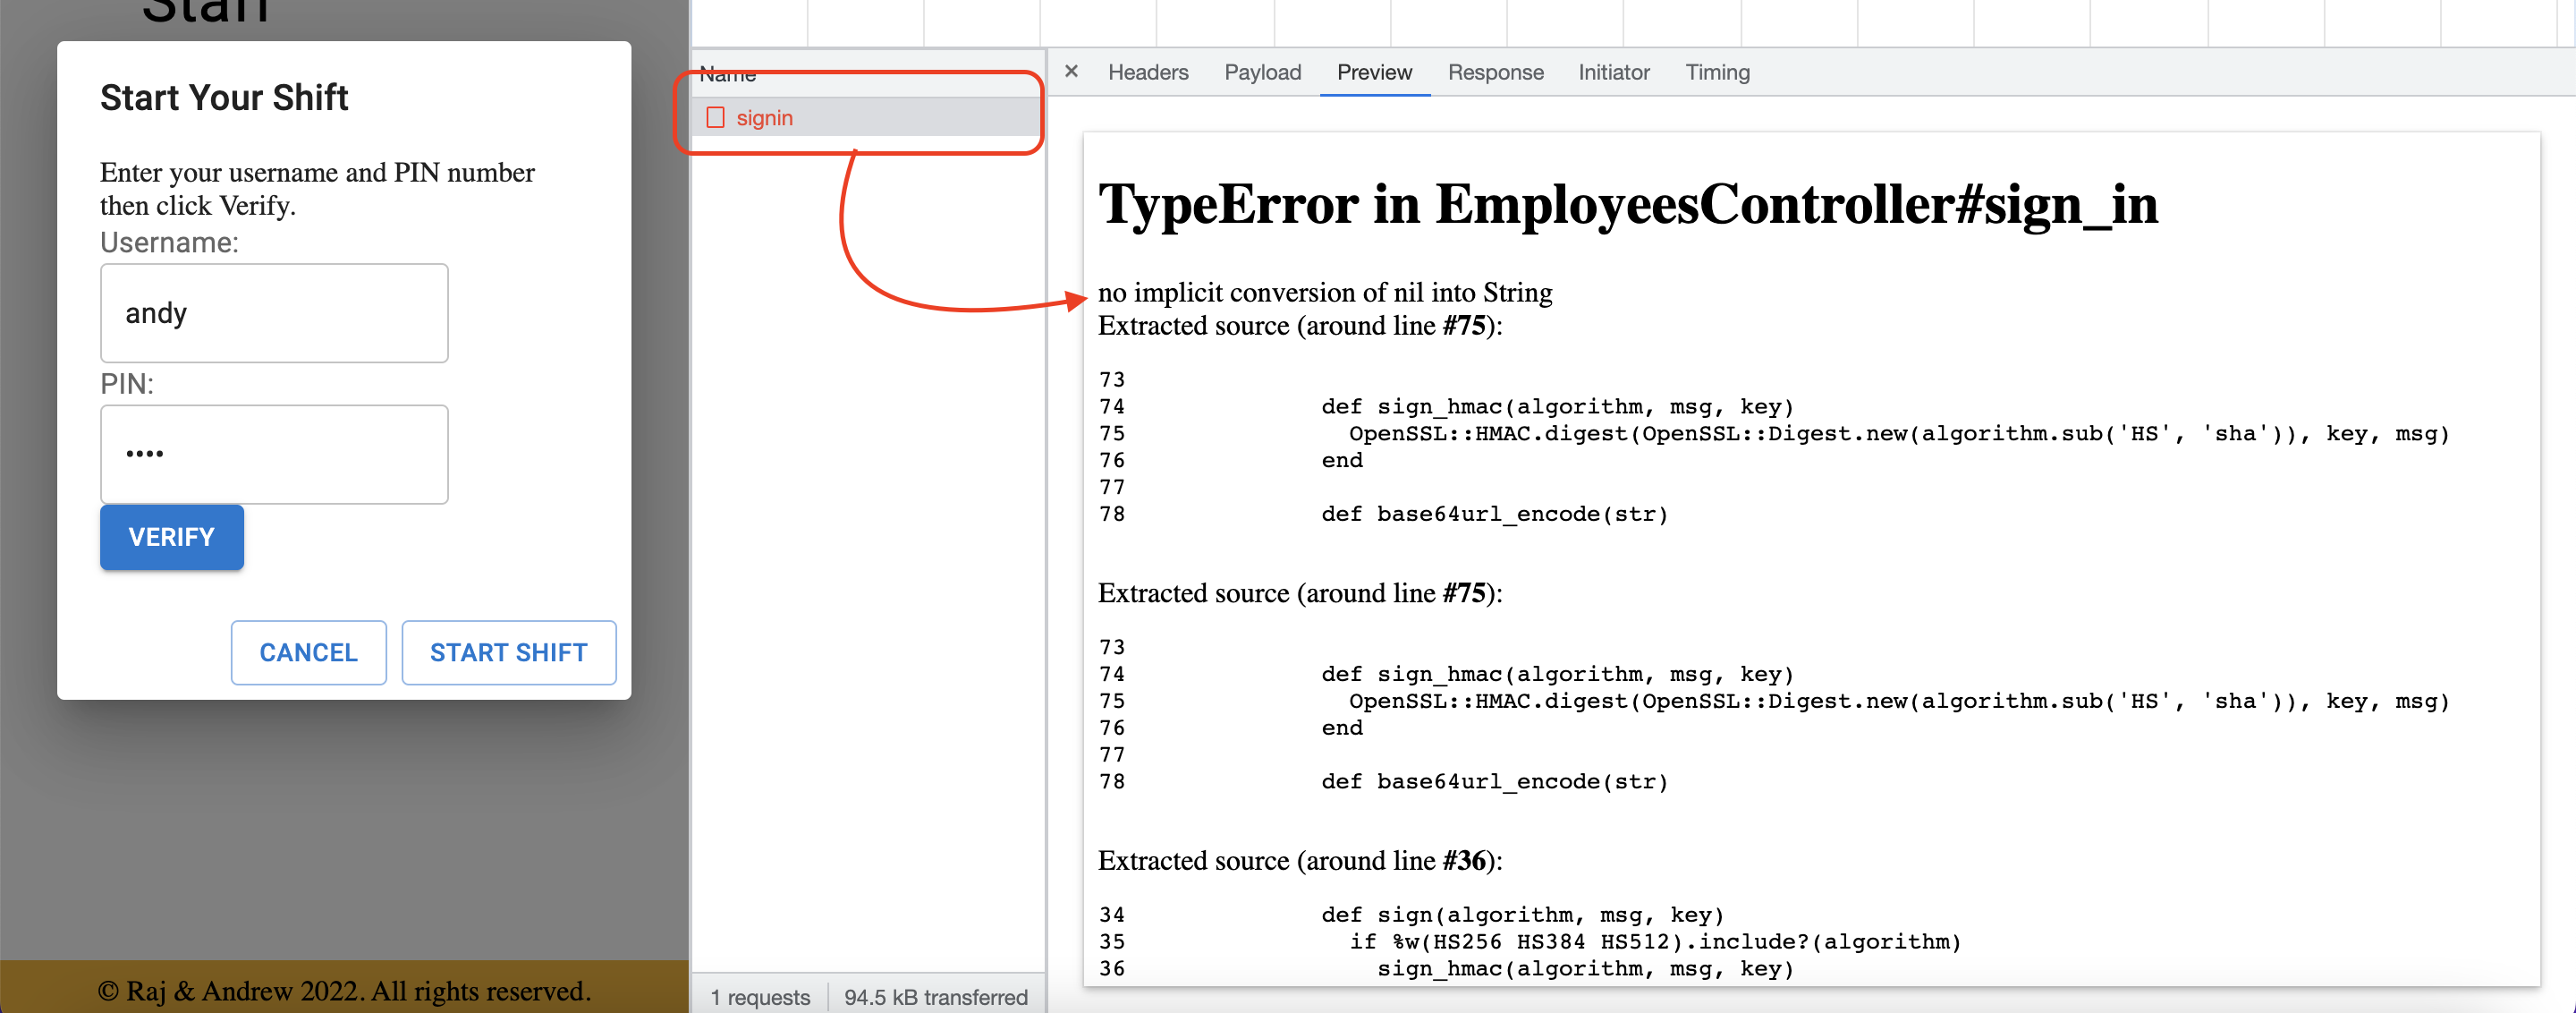 Staff
Start Your Shift
Enter your username and PIN number
then click Verify.
Username:
andy
PIN:
••••
VERIFY
CANCEL
START SHIFT
© Raj & Andrew 2022. All rights reserved.
Name
signin
1 requests
94.5 kB transferred
× Headers Payload Preview Response Initiator Timing
TypeError in EmployeesController#sign_in
no implicit conversion of nil into String
Extracted source (around line #75):
73
74 def sign_hmac(algorithm, msg, key)
75 OpenSSL::HMAC.digest(OpenSSL::Digest.new(algorithm.sub('HS', 'sha')), key, msg)
76 end
77
78 def base64url_encode(str)
Extracted source (around line #75):
73
74 def sign_hmac(algorithm, msg, key)
75 OpenSSL::HMAC.digest(OpenSSL::Digest.new(algorithm.sub('HS', 'sha')), key, msg)
76 end
77
78 def base64url_encode(str)
Extracted source (around line #36):
34 def sign(algorithm, msg, key)
35 if %w(HS256 HS384 HS512).include?(algorithm)
36 sign_hmac(algorithm, msg, key)